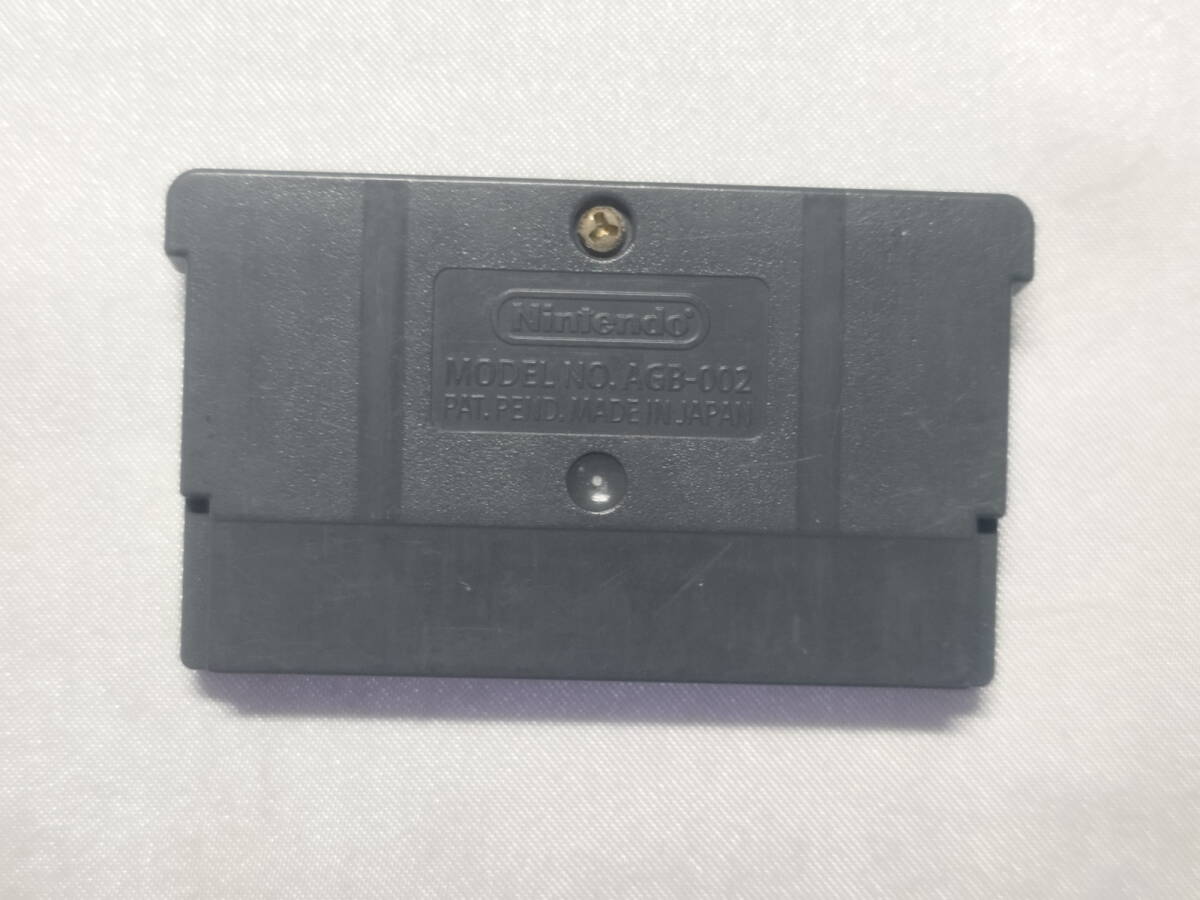 Nintendo®
MODEL NO. AGB-002
PAT. PEND. MADE IN JAPAN